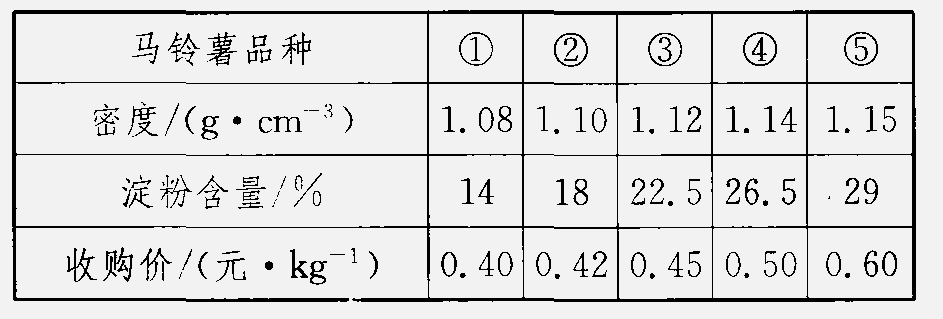 马铃薯品种 ① ② ③ ④ ⑤
密度/(g·cm⁻³) 1.08 1.10 1.12 1.14 1.15
淀粉含量/% 14 18 22.5 26.5 29
收购价/(元·kg⁻¹) 0.40 0.42 0.45 0.50 0.60